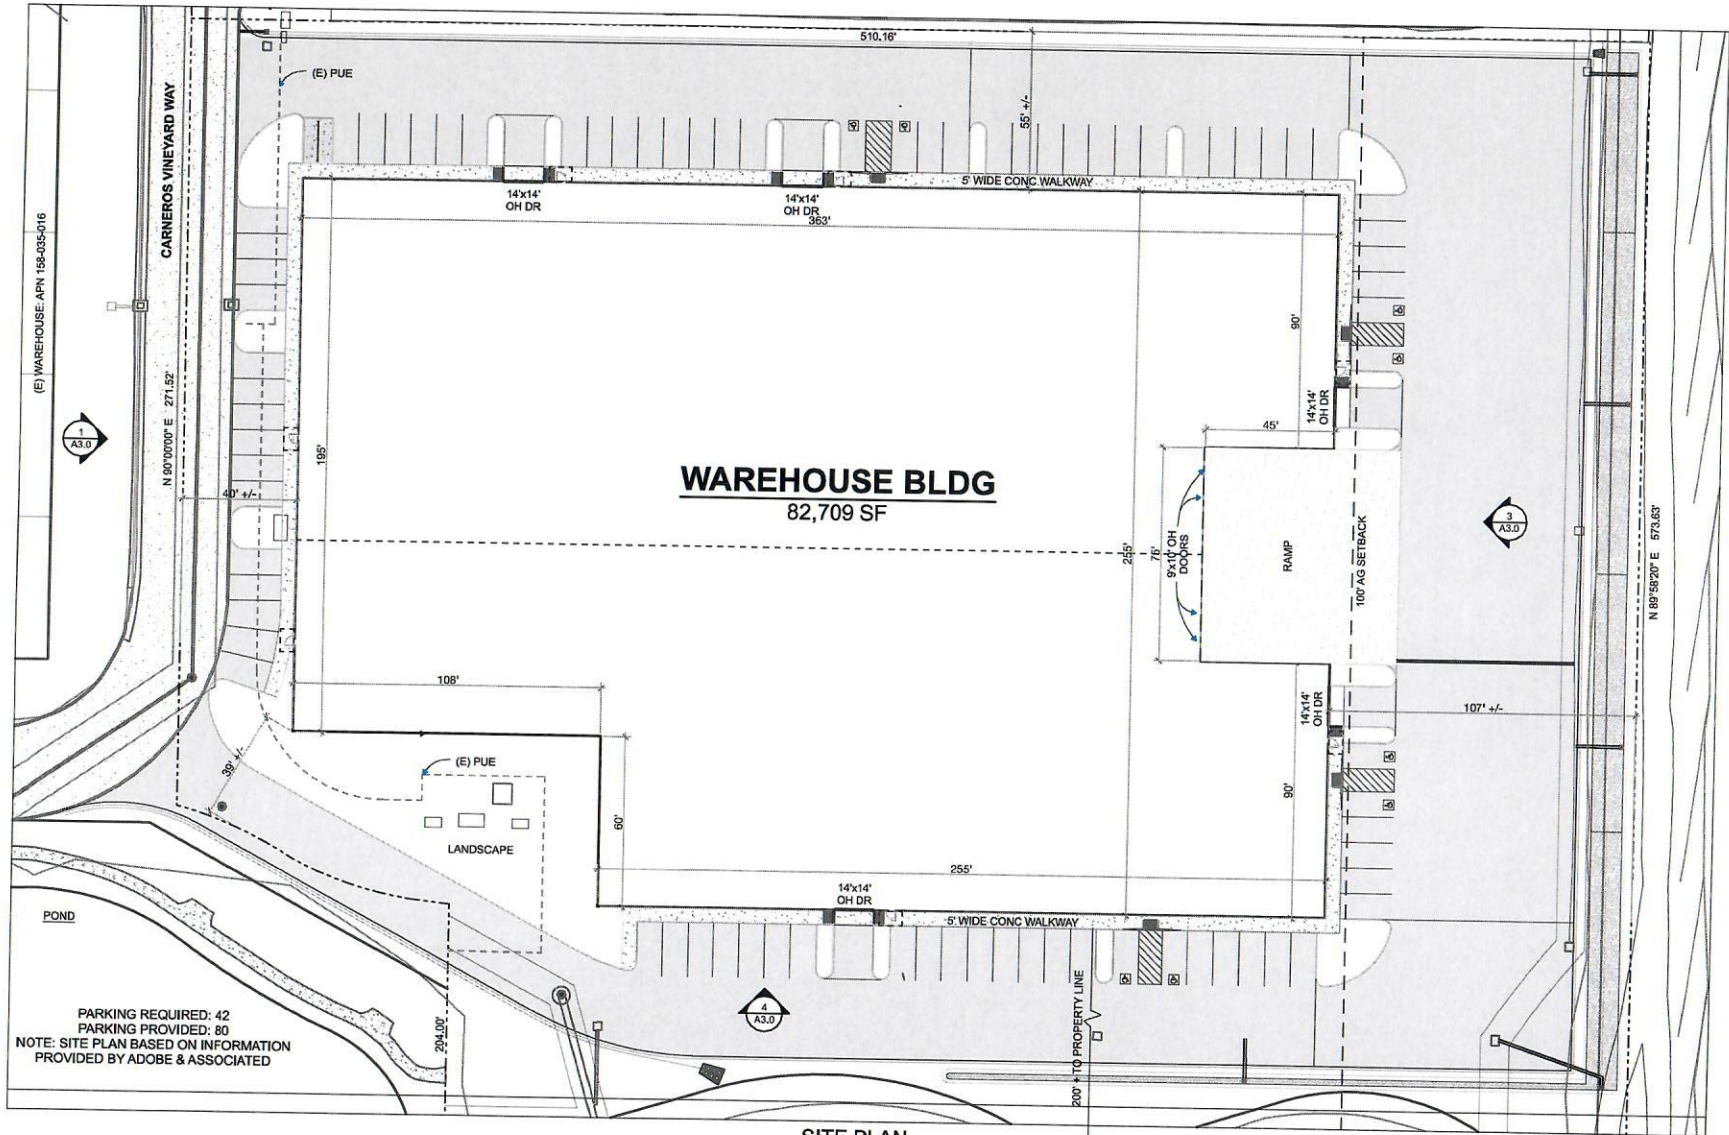 510.16'
(E) PUE
CARNEROS VINEYARD WAY
55' +/-
14'x14'
OH DR
14'x14'
OH DR
5' WIDE CONC WALKWAY
363'
(E) WAREHOUSE: APN 158-035-016
N 90°00'00" E 271.52'
1
A3.0
195'
40' +/-
90'
14'x14'
OH DR
45'
WAREHOUSE BLDG
82,709 SF
255'
75'
9'x10' OH
DOORS
RAMP
100' AG SETBACK
3
A3.0
N 89°58'20" E 573.63'
108'
14'x14'
OH DR
107' +/-
39' +/-
(E) PUE
LANDSCAPE
60'
90'
255'
14'x14'
OH DR
5' WIDE CONC WALKWAY
POND
4
A3.0
200' + TO PROPERTY LINE
204.00'
PARKING REQUIRED: 42
PARKING PROVIDED: 80
NOTE: SITE PLAN BASED ON INFORMATION
PROVIDED BY ADOBE & ASSOCIATED
SITE PLAN